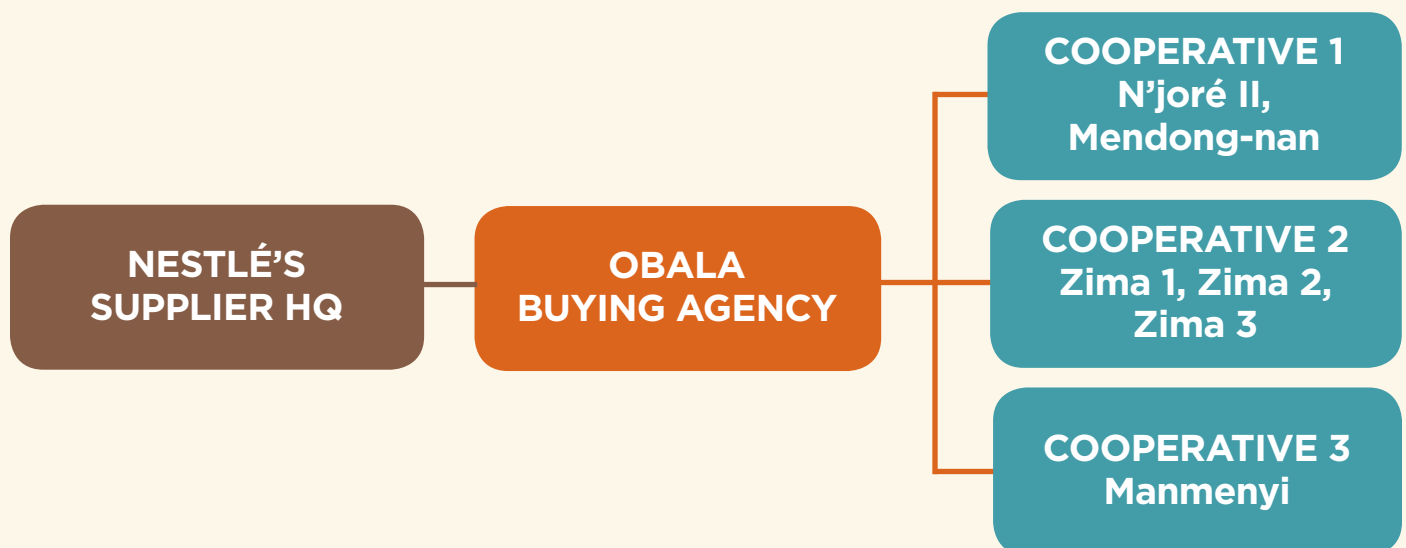 NESTLÉ'S
SUPPLIER HQ
OBALA
BUYING AGENCY
COOPERATIVE 1
N'joré II,
Mendong-nan
COOPERATIVE 2
Zima 1, Zima 2,
Zima 3
COOPERATIVE 3
Manmenyi